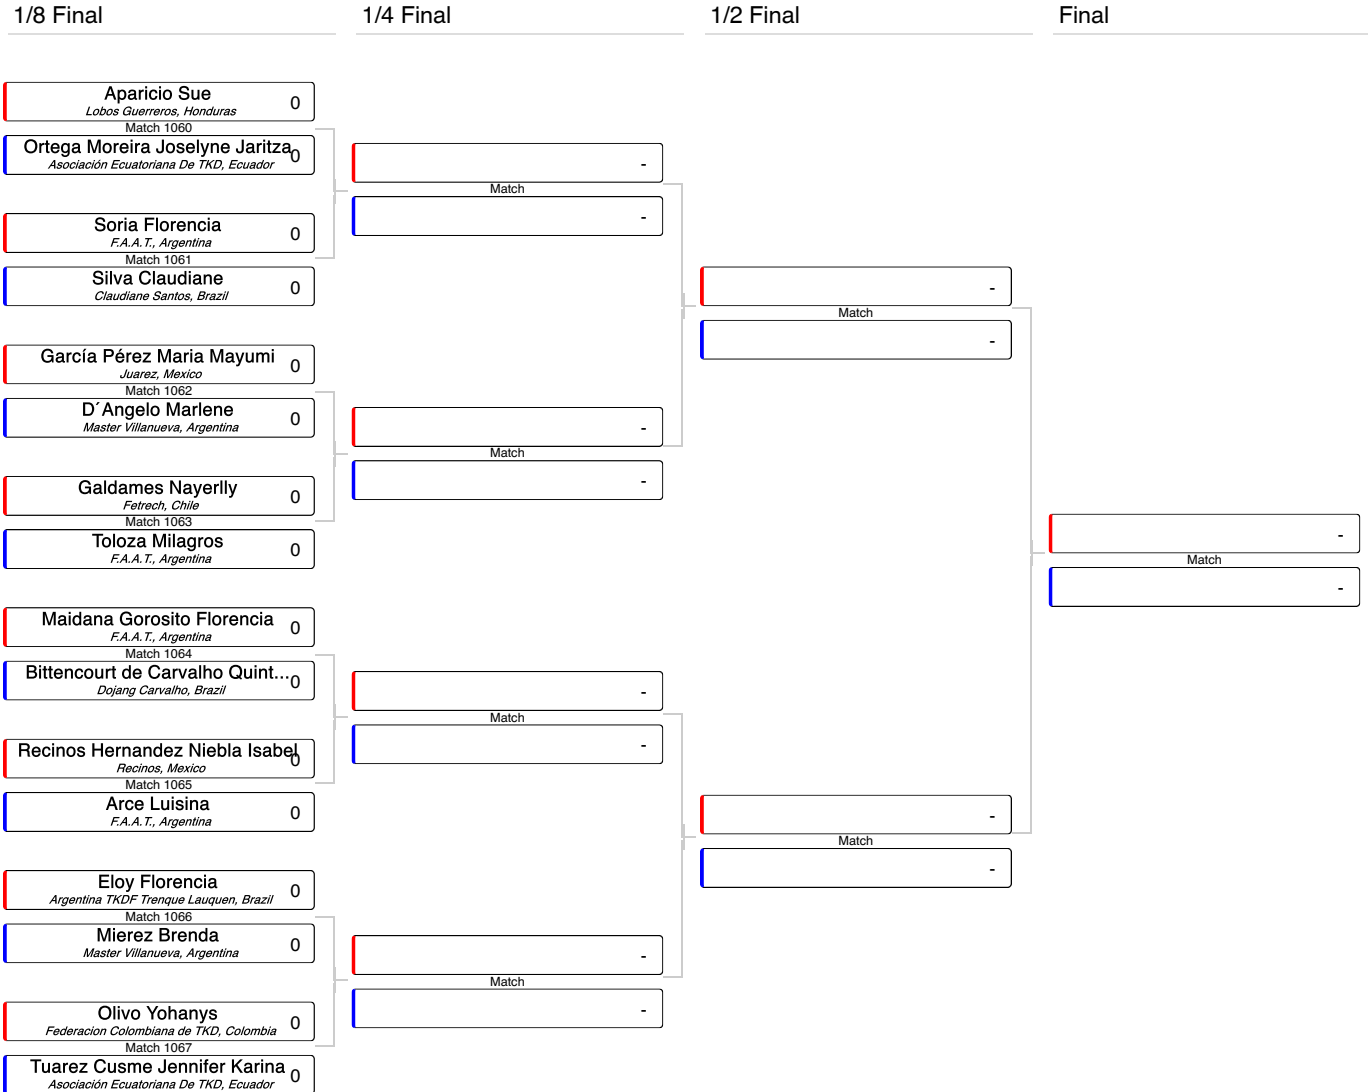 1/8 Final
1/4 Final
1/2 Final
Final
Aparicio Sue
0
Lobos Guerreros, Honduras
Match 1060
Ortega Moreira Joselyne Jaritza
0
Asociación Ecuatoriana De TKD, Ecuador
Soria Florencia
0
F.A.A.T., Argentina
Match 1061
Silva Claudiane
0
Claudiane Santos, Brazil
García Pérez Maria Mayumi
0
Juarez, Mexico
Match 1062
D´Angelo Marlene
0
Master Villanueva, Argentina
Galdames Nayerlly
0
Fetrech, Chile
Match 1063
Toloza Milagros
0
F.A.A.T., Argentina
Maidana Gorosito Florencia
0
F.A.A.T., Argentina
Match 1064
Bittencourt de Carvalho Quint...
0
Dojang Carvalho, Brazil
Recinos Hernandez Niebla Isabel
0
Recinos, Mexico
Match 1065
Arce Luisina
0
F.A.A.T., Argentina
Eloy Florencia
0
Argentina TKDF Trenque Lauquen, Brazil
Match 1066
Mierez Brenda
0
Master Villanueva, Argentina
Olivo Yohanys
0
Federacion Colombiana de TKD, Colombia
Match 1067
Tuarez Cusme Jennifer Karina
0
Asociación Ecuatoriana De TKD, Ecuador
-
Match
-
-
Match
-
-
Match
-
-
Match
-
-
Match
-
-
Match
-
-
Match
-